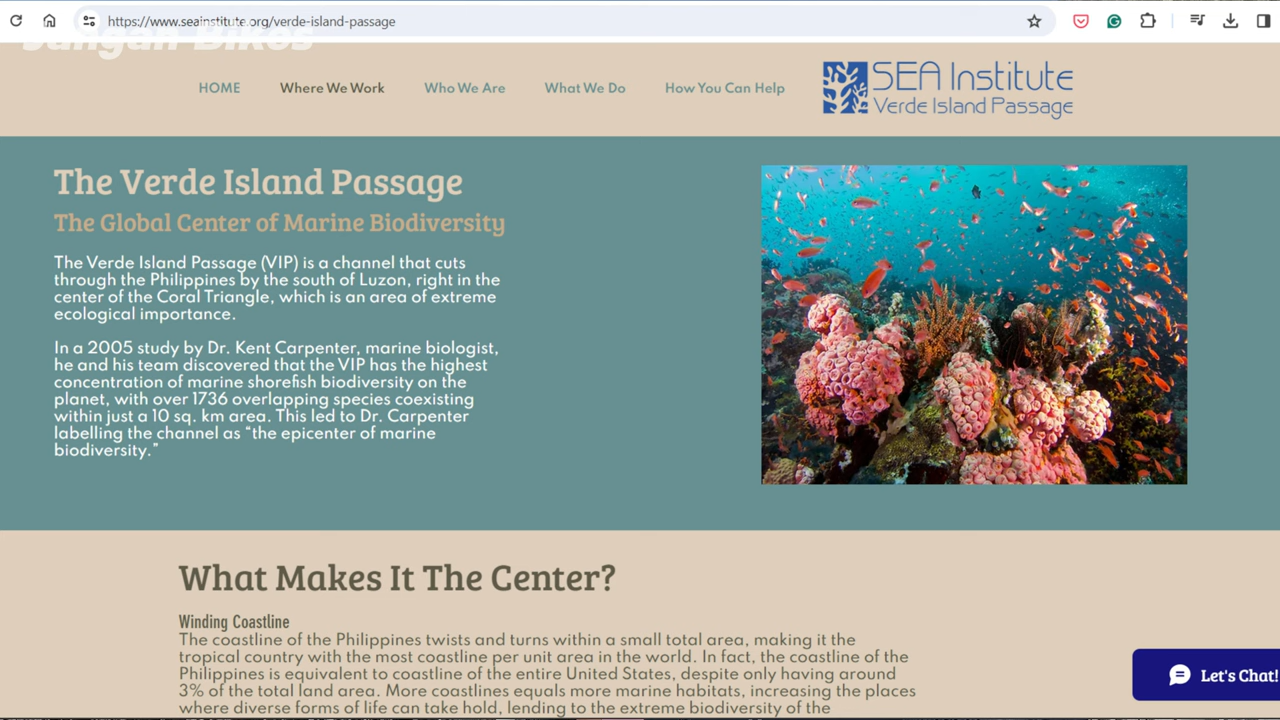 https://www.seainstitute.org/verde-island-passage
Jangan Bikes
HOME
Where We Work
Who We Are
What We Do
How You Can Help
SEA Institute
Verde Island Passage
The Verde Island Passage
The Global Center of Marine Biodiversity
The Verde Island Passage (VIP) is a channel that cuts
through the Philippines by the south of Luzon, right in the
center of the Coral Triangle, which is an area of extreme
ecological importance.
In a 2005 study by Dr. Kent Carpenter, marine biologist,
he and his team discovered that the VIP has the highest
concentration of marine shorefish biodiversity on the
planet, with over 1736 overlapping species coexisting
within just a 10 sq. km area. This led to Dr. Carpenter
labelling the channel as “the epicenter of marine
biodiversity.”
What Makes It The Center?
Winding Coastline
The coastline of the Philippines twists and turns within a small total area, making it the
tropical country with the most coastline per unit area in the world. In fact, the coastline of the
Philippines is equivalent to coastline of the entire United States, despite only having around
3% of the total land area. More coastlines equals more marine habitats, increasing the places
where diverse forms of life can take hold, lending to the extreme biodiversity of the
Let's Chat!